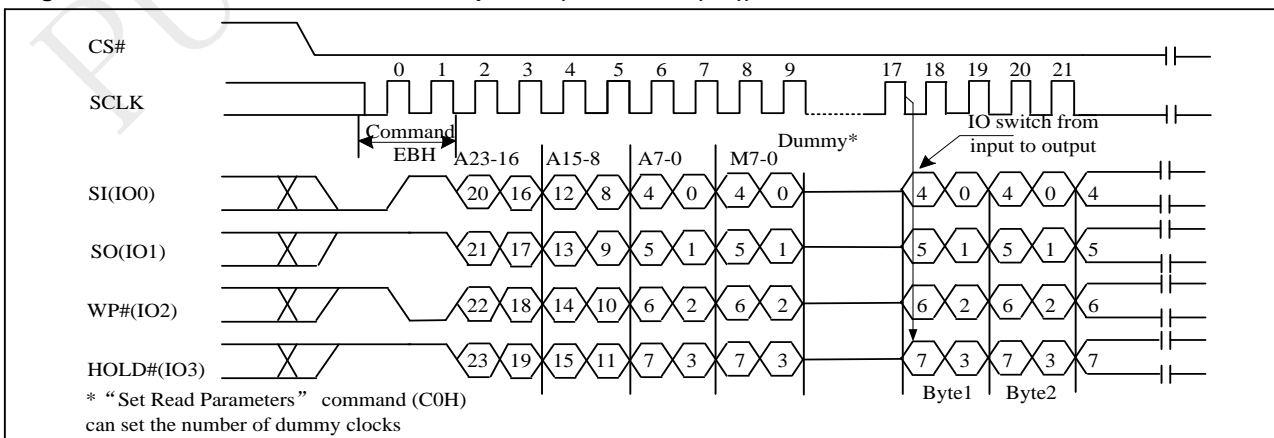 CS#
0 1 2 3 4 5 6 7 8 9 17 18 19 20 21
SCLK
Command
EBH
Dummy*
IO switch from
input to output
A23-16 A15-8 A7-0 M7-0
SI(IO0) 20 16 12 8 4 0 4 0 4 0 4 0 4
SO(IO1) 21 17 13 9 5 1 5 1 5 1 5 1 5
WP#(IO2) 22 18 14 10 6 2 6 2 6 2 6 2 6
HOLD#(IO3) 23 19 15 11 7 3 7 3 7 3 7 3 7
Byte1 Byte2
* “Set Read Parameters” command (C0H)
can set the number of dummy clocks